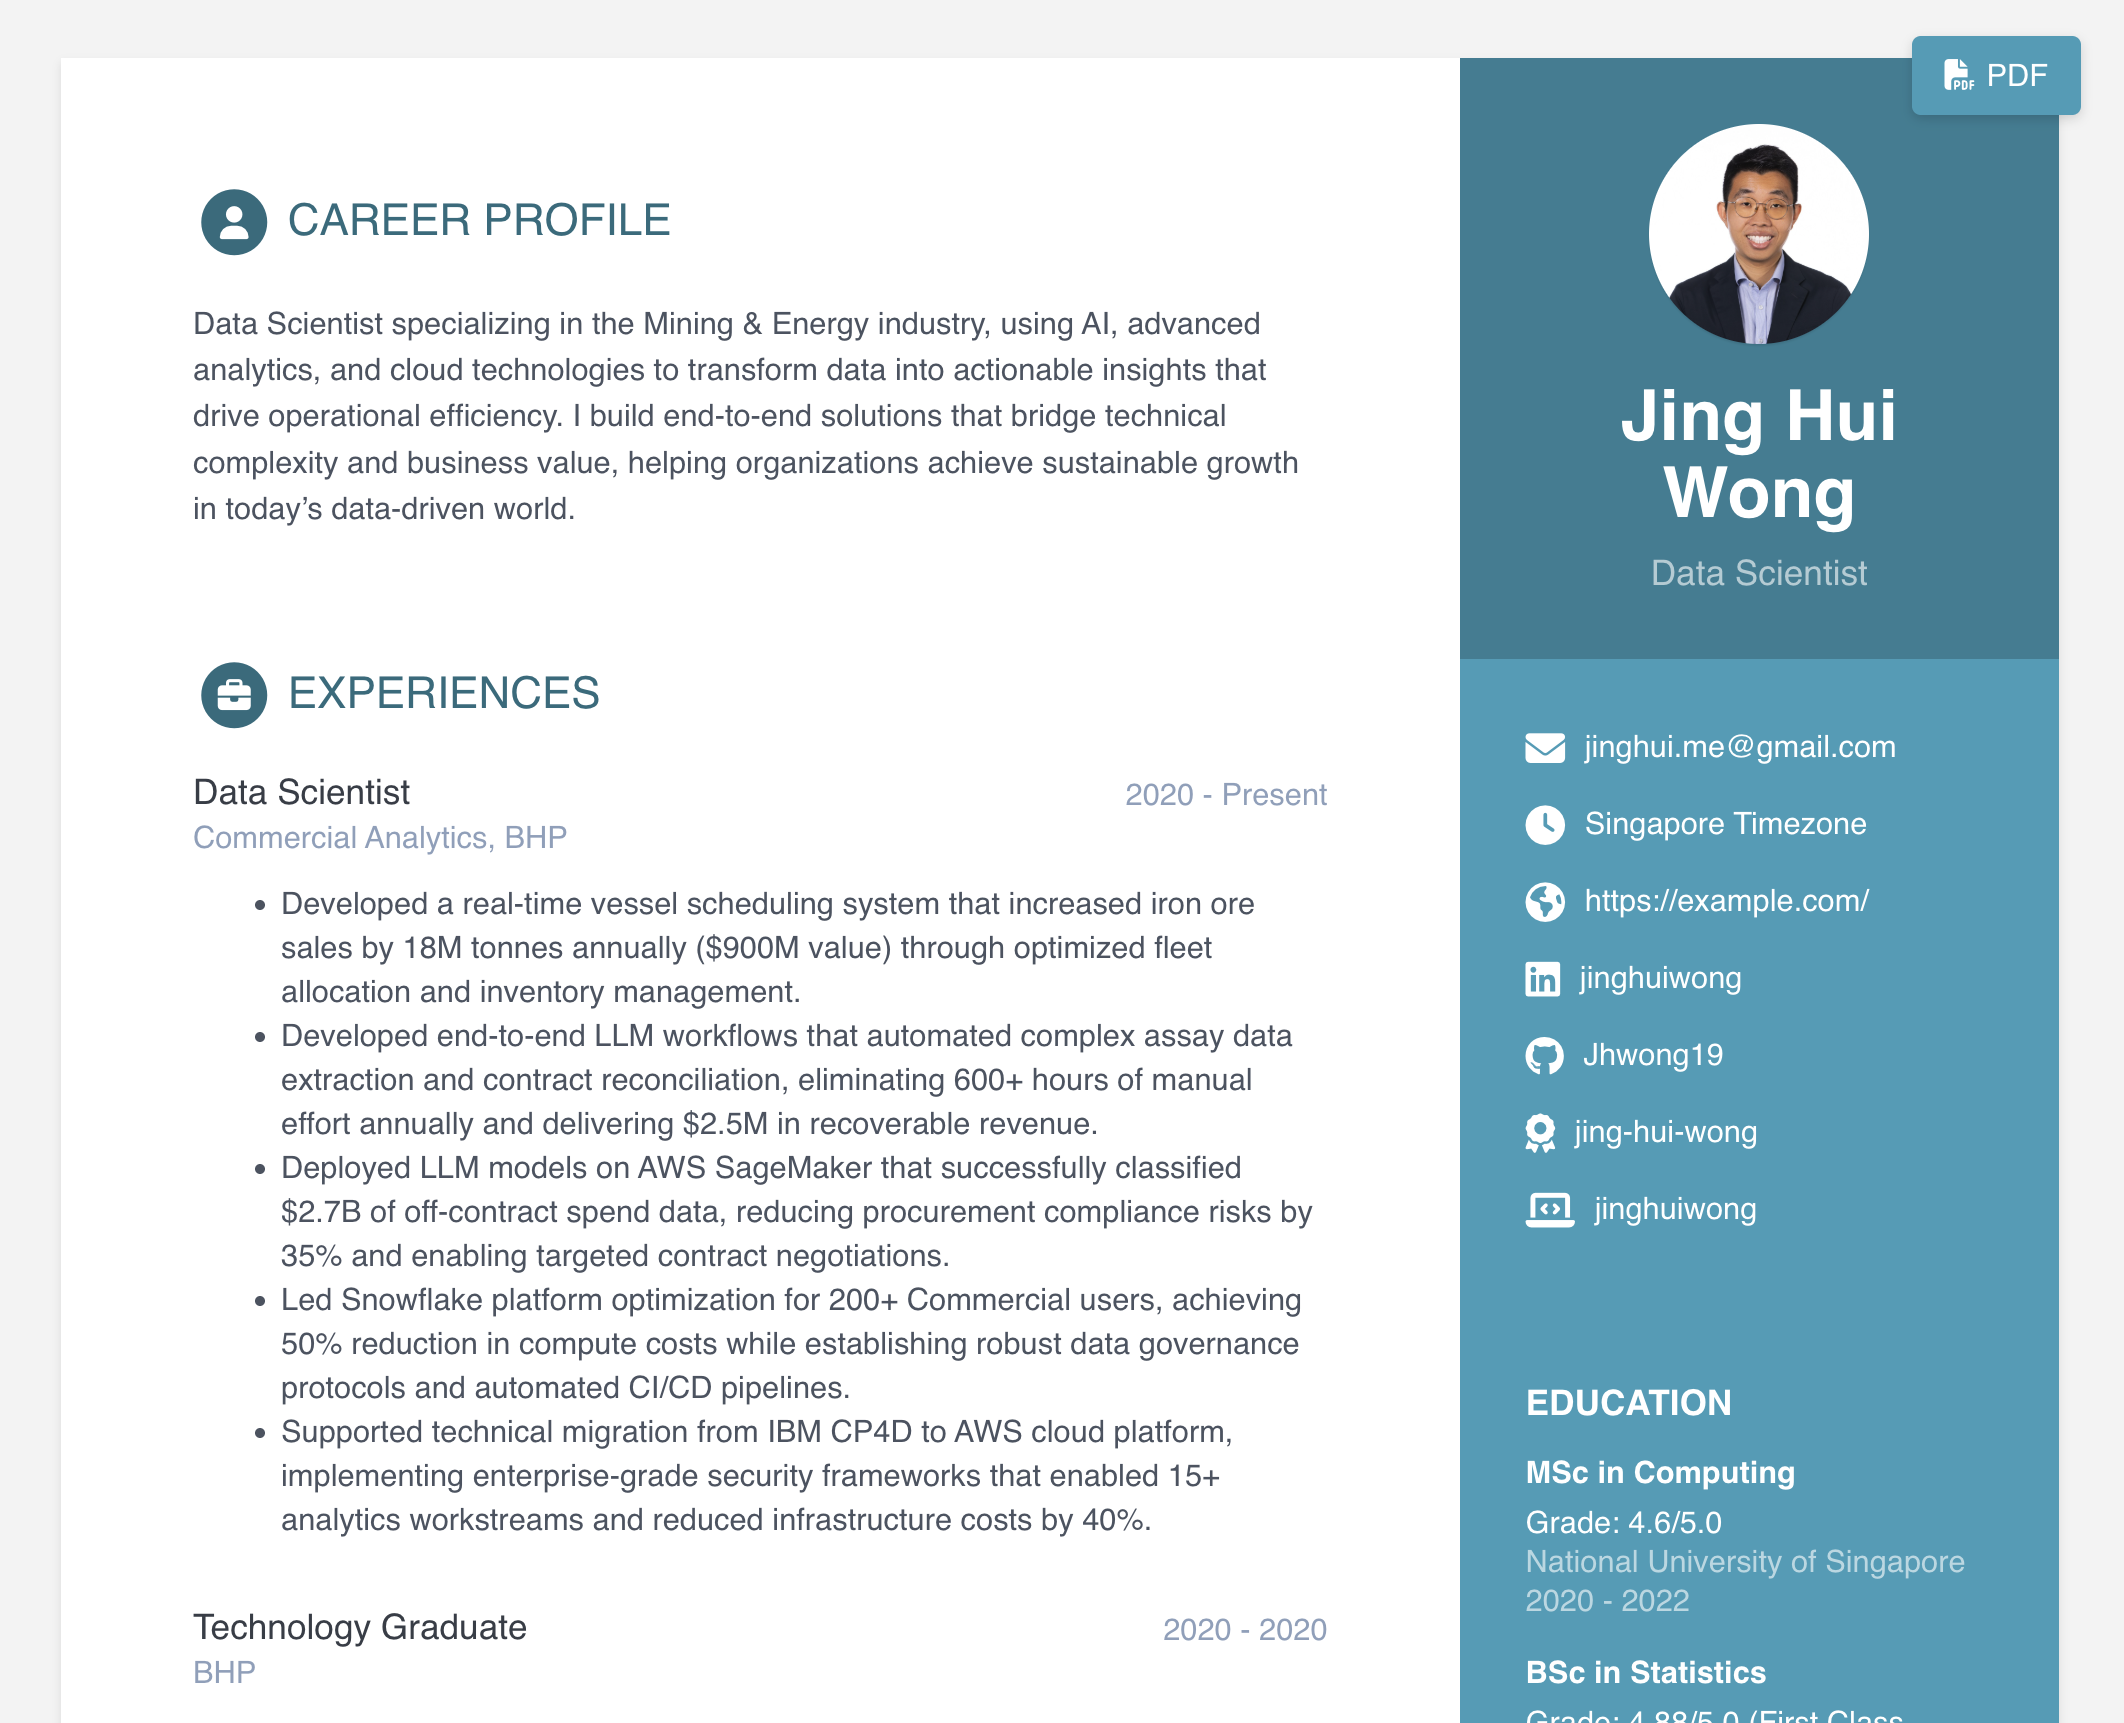 PDF
CAREER PROFILE
Data Scientist specializing in the Mining & Energy industry, using AI, advanced
analytics, and cloud technologies to transform data into actionable insights that
drive operational efficiency. I build end-to-end solutions that bridge technical
complexity and business value, helping organizations achieve sustainable growth
in today’s data-driven world.
EXPERIENCES
Data Scientist
2020 - Present
Commercial Analytics, BHP
• Developed a real-time vessel scheduling system that increased iron ore
sales by 18M tonnes annually ($900M value) through optimized fleet
allocation and inventory management.
• Developed end-to-end LLM workflows that automated complex assay data
extraction and contract reconciliation, eliminating 600+ hours of manual
effort annually and delivering $2.5M in recoverable revenue.
• Deployed LLM models on AWS SageMaker that successfully classified
$2.7B of off-contract spend data, reducing procurement compliance risks by
35% and enabling targeted contract negotiations.
• Led Snowflake platform optimization for 200+ Commercial users, achieving
50% reduction in compute costs while establishing robust data governance
protocols and automated CI/CD pipelines.
• Supported technical migration from IBM CP4D to AWS cloud platform,
implementing enterprise-grade security frameworks that enabled 15+
analytics workstreams and reduced infrastructure costs by 40%.
Technology Graduate
2020 - 2020
BHP
Jing Hui
Wong
Data Scientist
jinghui.me@gmail.com
Singapore Timezone
https://example.com/
jinghuiwong
Jhwong19
jing-hui-wong
jinghuiwong
EDUCATION
MSc in Computing
Grade: 4.6/5.0
National University of Singapore
2020 - 2022
BSc in Statistics
Grade: 4.88/5.0 (First Class